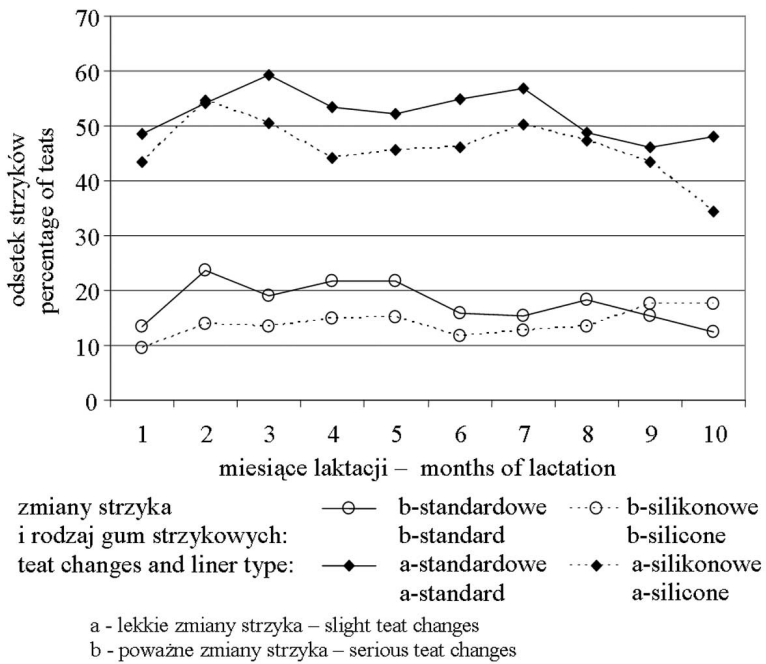 70
60
50
40
30
20
10
0
odsetek strzyków
percentage of teats
1 2 3 4 5 6 7 8 9 10
miesiące laktacji – months of lactation
zmiany strzyka b-standardowe b-silikonowe
i rodzaj gum strzykowych: b-standard b-silicone
teat changes and liner type: a-standardowe a-silikonowe
a-standard a-silicone
a - lekkie zmiany strzyka – slight teat changes
b - poważne zmiany strzyka – serious teat changes